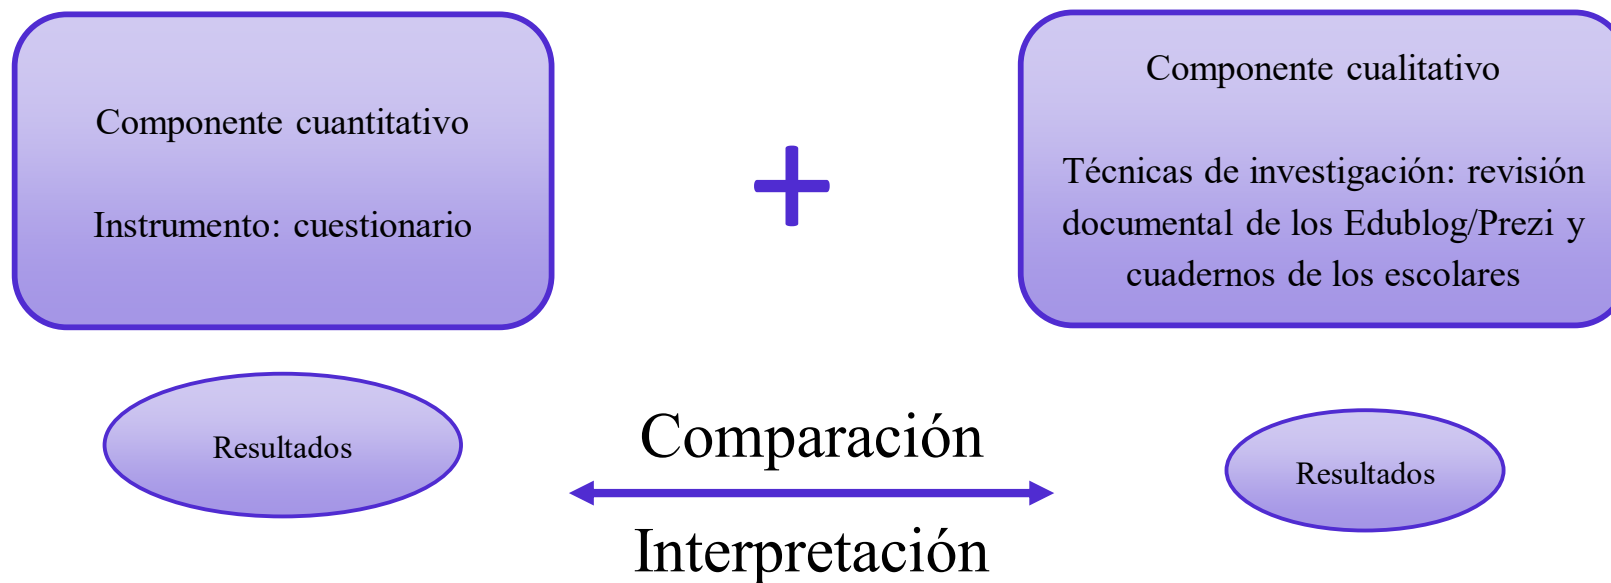 Componente cuantitativo
Instrumento: cuestionario
Componente cualitativo
Técnicas de investigación: revisión
documental de los Edublog/Prezi y
cuadernos de los escolares
Resultados
Comparación
Interpretación
Resultados